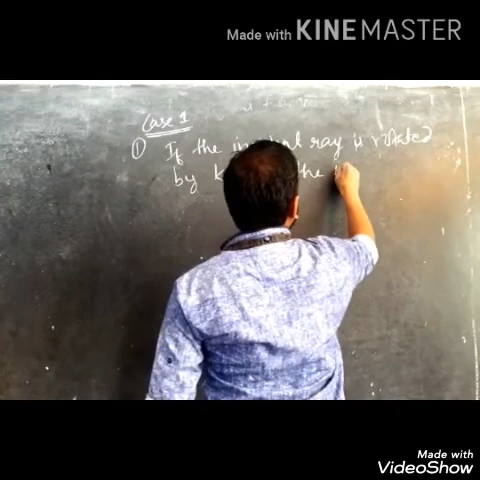 Made with KINEMASTER
Case 1
① If the ray is rotated
by the
Made with
VideoShow